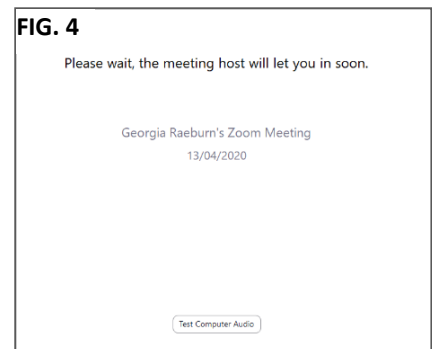 FIG. 4
Please wait, the meeting host will let you in soon.
Georgia Raeburn's Zoom Meeting
13/04/2020
Test Computer Audio